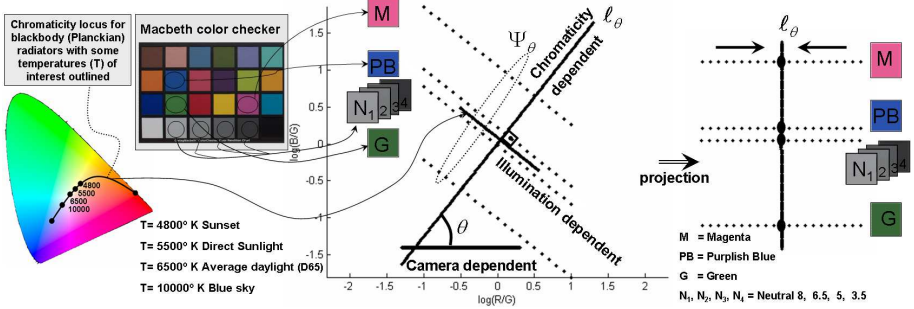 Chromaticity locus for
blackbody (Planckian)
radiators with some
temperatures (T) of
interest outlined
Macbeth color checker
4800
5500
6500
10000
T= 4800° K Sunset
T= 5500° K Direct Sunlight
T= 6500° K Average daylight (D65)
T= 10000° K Blue sky
M
PB
N1 2 3 4
G
log(B/G)
1.5
1
0.5
0
-0.5
-1
-1.5
-2 -1.5 -1 -0.5 0 0.5 1 1.5 2
log(R/G)
Ψθ
ℓθ
Chromaticity
dependent
Illumination dependent
θ
Camera dependent
projection
ℓθ
M
PB
N1 2 3 4
G
M = Magenta
PB = Purplish Blue
G = Green
N1, N2, N3, N4 = Neutral 8, 6.5, 5, 3.5